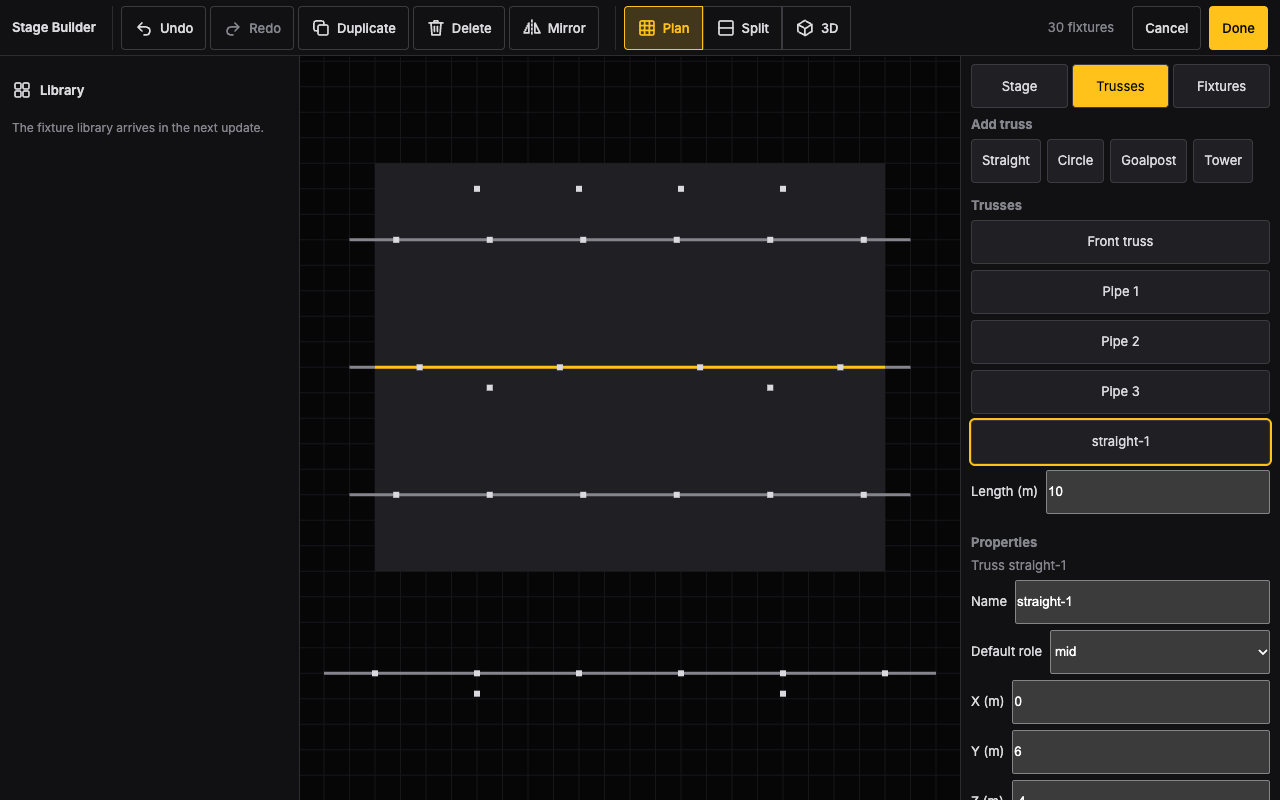 Stage Builder
Undo
Redo
Duplicate
Delete
Mirror
Plan
Split
3D
30 fixtures
Cancel
Done
Library
The fixture library arrives in the next update.
Stage
Trusses
Fixtures
Add truss
Straight
Circle
Goalpost
Tower
Trusses
Front truss
Pipe 1
Pipe 2
Pipe 3
straight-1
Length (m) 10
Properties
Truss straight-1
Name straight-1
Default role mid
X (m) 0
Y (m) 6